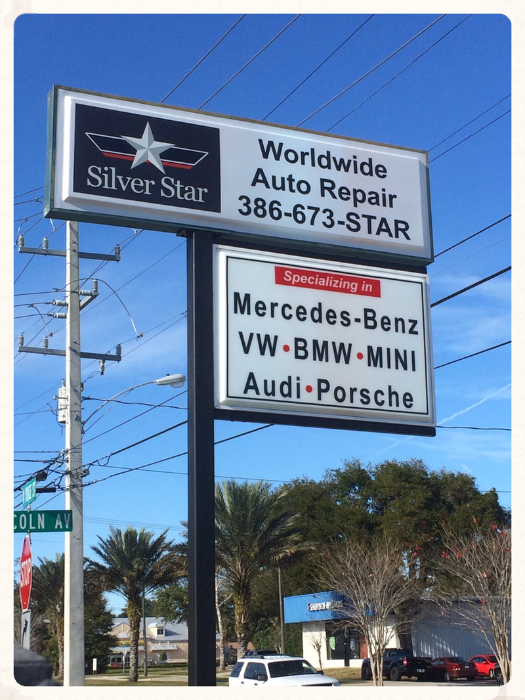 Silver Star
Worldwide
Auto Repair
386-673-STAR
Specializing in
Mercedes-Benz
VW•BMW•MINI
Audi•Porsche
COLN AV
STOP